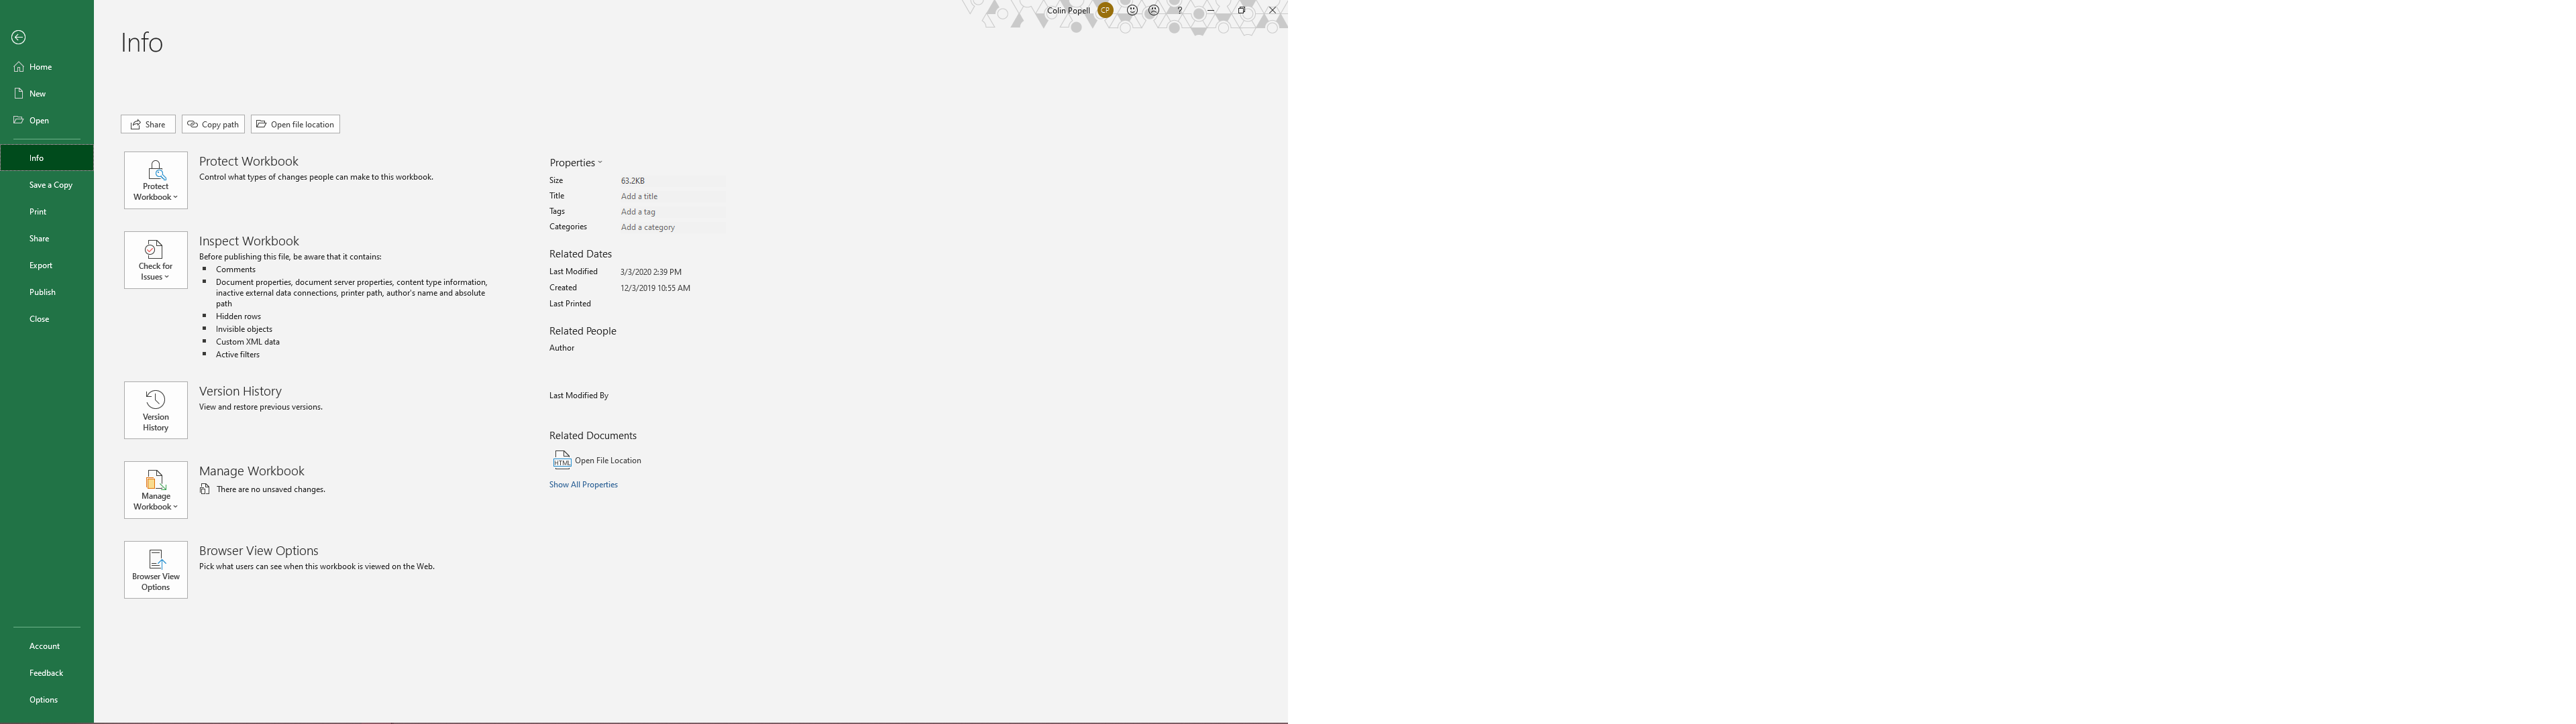 Colin Popell CP ?
Info
Home
New
Open
Info
Save a Copy
Print
Share
Export
Publish
Close
Account
Feedback
Options
Share Copy path Open file location
Protect
Workbook
Protect Workbook
Control what types of changes people can make to this workbook.
Check for
Issues
Inspect Workbook
Before publishing this file, be aware that it contains:
Comments
Document properties, document server properties, content type information,
inactive external data connections, printer path, author's name and absolute
path
Hidden rows
Invisible objects
Custom XML data
Active filters
Version
History
Version History
View and restore previous versions.
Manage
Workbook
Manage Workbook
There are no unsaved changes.
Browser View
Options
Browser View Options
Pick what users can see when this workbook is viewed on the Web.
Properties
Size 63.2KB
Title Add a title
Tags Add a tag
Categories Add a category
Related Dates
Last Modified 3/3/2020 2:39 PM
Created 12/3/2019 10:55 AM
Last Printed
Related People
Author
Last Modified By
Related Documents
HTML Open File Location
Show All Properties